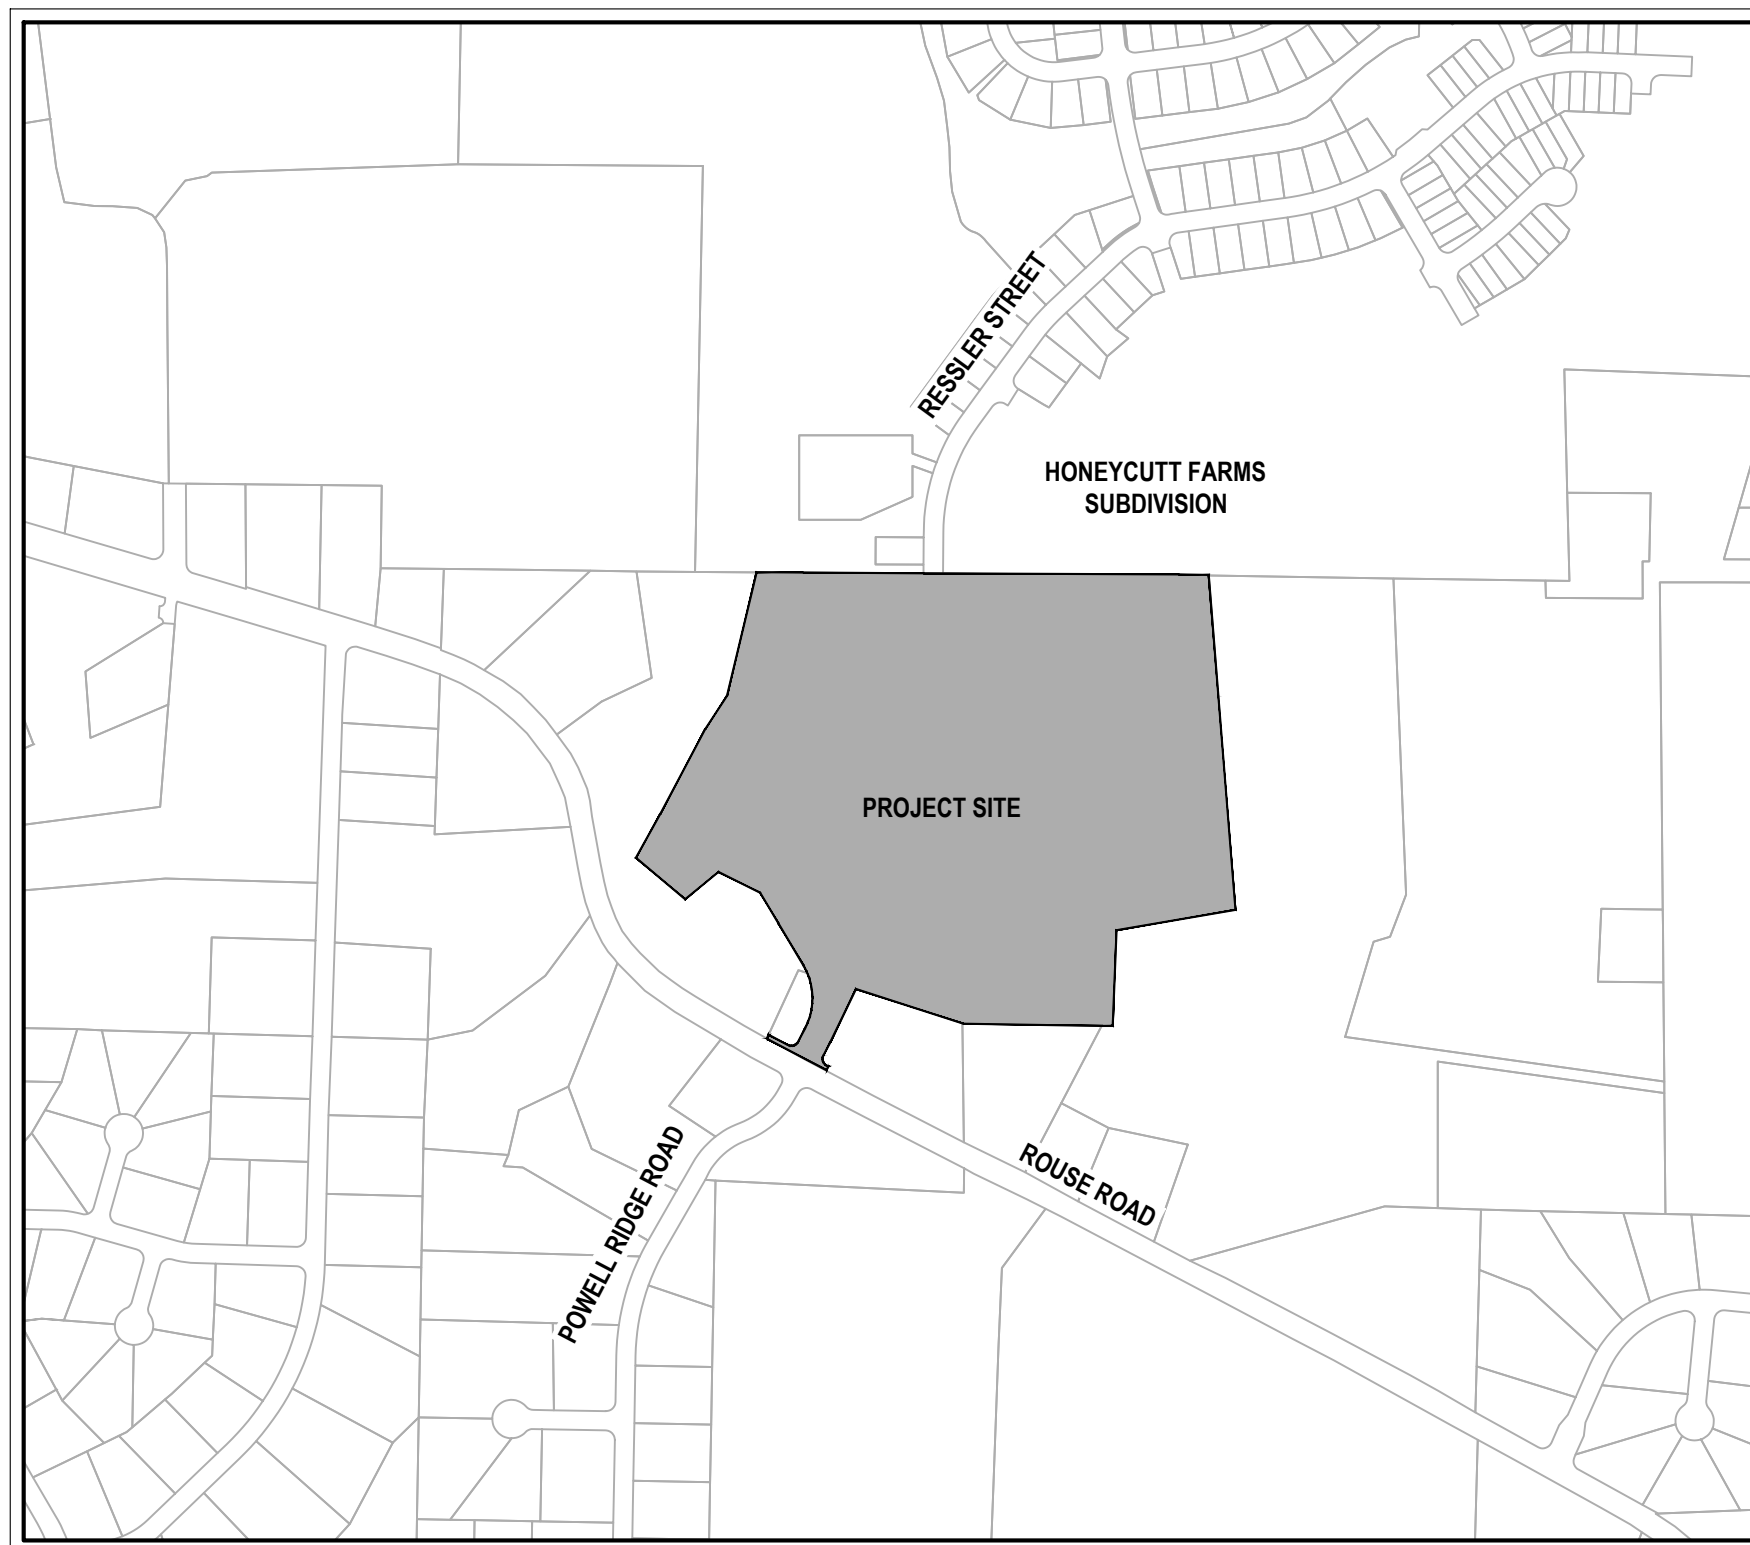 RESSLER STREET
HONEYCUTT FARMS
SUBDIVISION
PROJECT SITE
POWELL RIDGE ROAD
ROUSE ROAD